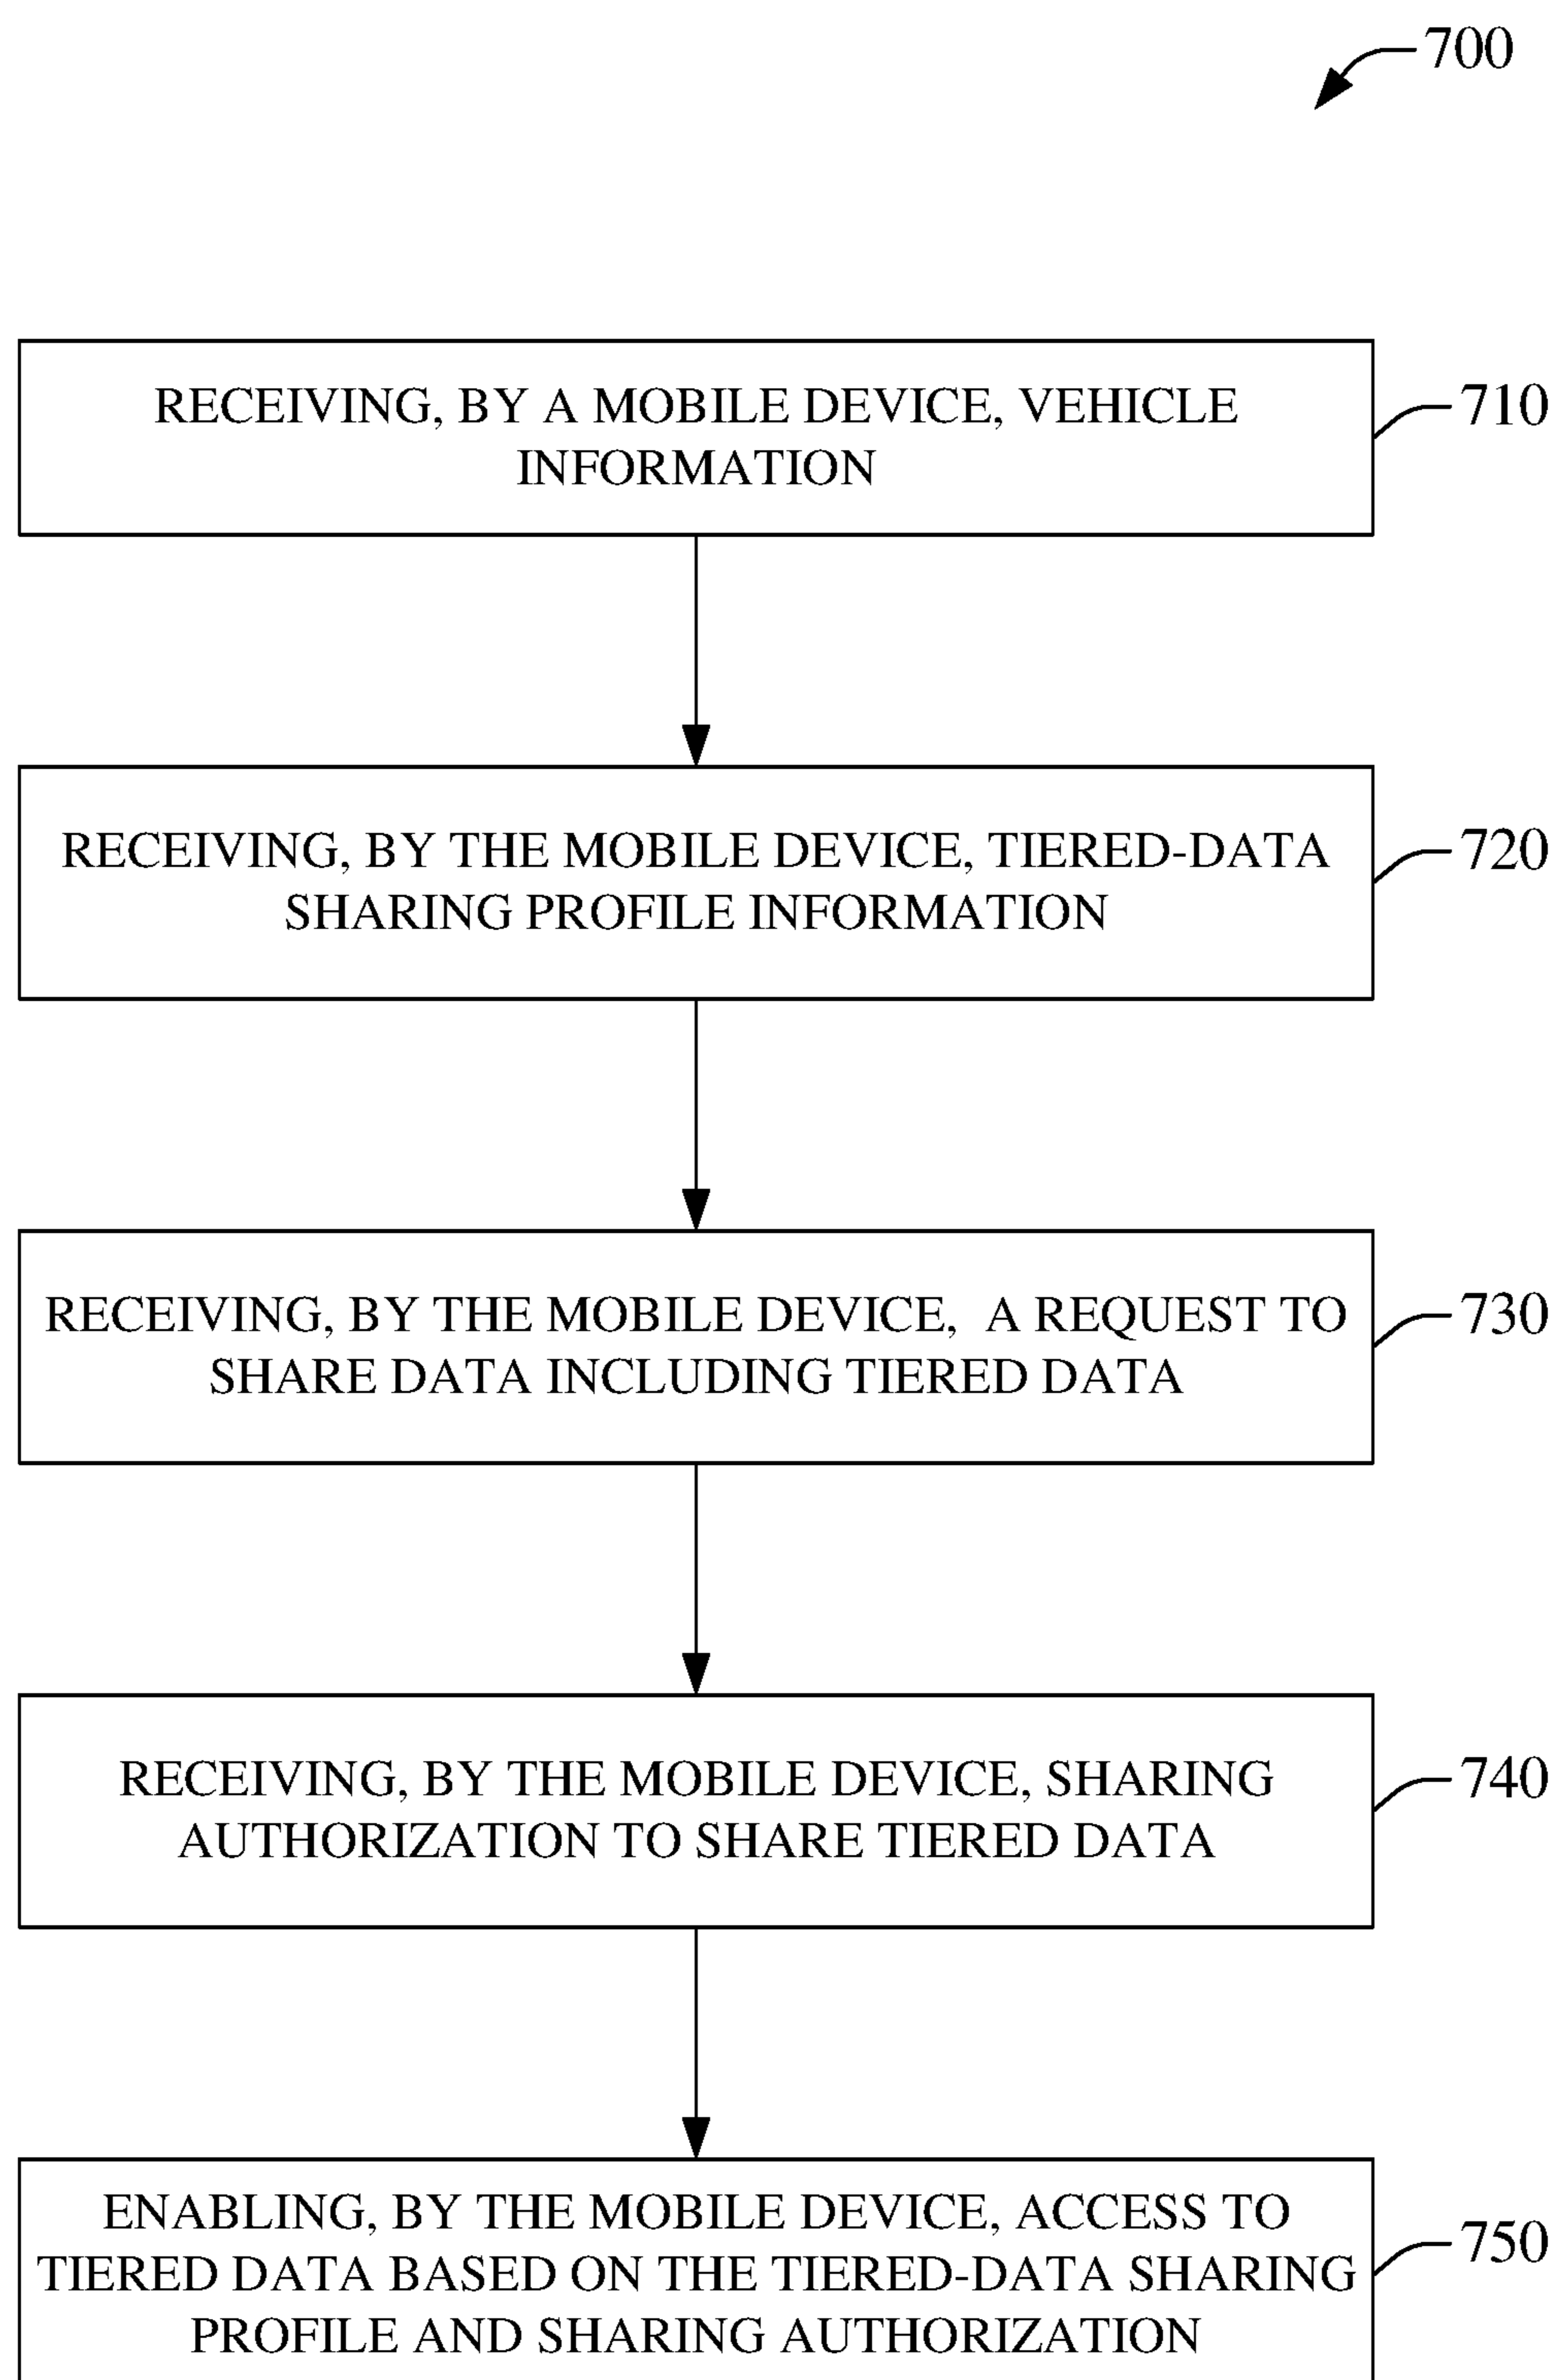 700
RECEIVING, BY A MOBILE DEVICE, VEHICLE
INFORMATION
710
RECEIVING, BY THE MOBILE DEVICE, TIERED-DATA
SHARING PROFILE INFORMATION
720
RECEIVING, BY THE MOBILE DEVICE, A REQUEST TO
SHARE DATA INCLUDING TIERED DATA
730
RECEIVING, BY THE MOBILE DEVICE, SHARING
AUTHORIZATION TO SHARE TIERED DATA
740
ENABLING, BY THE MOBILE DEVICE, ACCESS TO
TIERED DATA BASED ON THE TIERED-DATA SHARING
PROFILE AND SHARING AUTHORIZATION
750